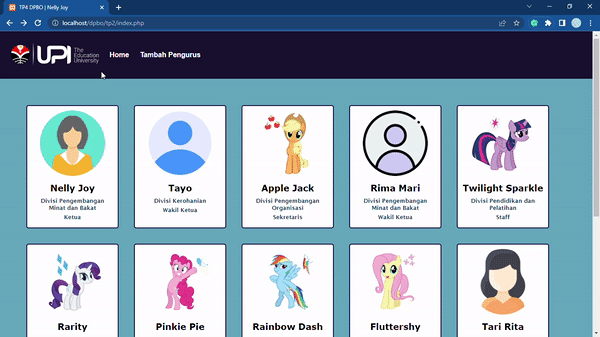 TP4 DPBO | Nelly Joy
localhost/dpbo/tp2/index.php
UPI
The
Education
University
Home
Tambah Pengurus
Nelly Joy
Divisi Pengembangan
Minat dan Bakat
Ketua
Tayo
Divisi Kerohanian
Wakil Ketua
Apple Jack
Divisi Pengembangan
Organisasi
Sekretaris
Rima Mari
Divisi Pengembangan
Minat dan Bakat
Wakil Ketua
Twilight Sparkle
Divisi Pendidikan dan
Pelatihan
Staff
Rarity
Pinkie Pie
Rainbow Dash
Fluttershy
Tari Rita